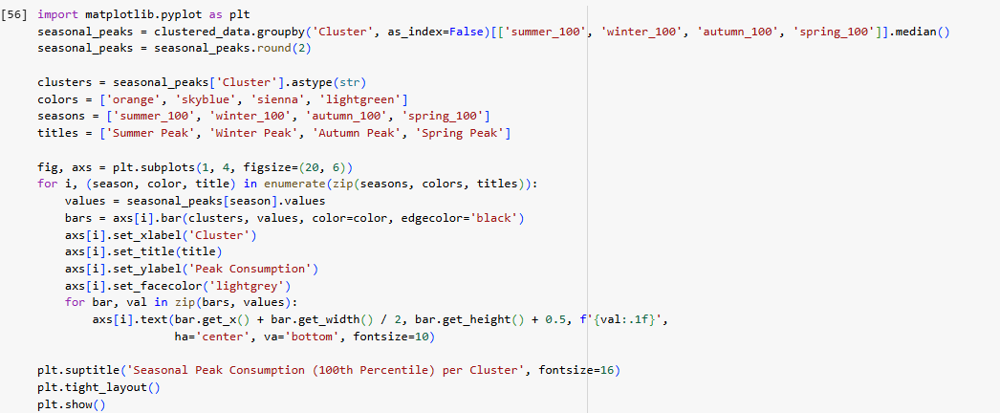 [56] import matplotlib.pyplot as plt
seasonal_peaks = clustered_data.groupby('Cluster', as_index=False)[['summer_100', 'winter_100', 'autumn_100', 'spring_100']].median()
seasonal_peaks = seasonal_peaks.round(2)

clusters = seasonal_peaks['Cluster'].astype(str)
colors = ['orange', 'skyblue', 'sienna', 'lightgreen']
seasons = ['summer_100', 'winter_100', 'autumn_100', 'spring_100']
titles = ['Summer Peak', 'Winter Peak', 'Autumn Peak', 'Spring Peak']

fig, axs = plt.subplots(1, 4, figsize=(20, 6))
for i, (season, color, title) in enumerate(zip(seasons, colors, titles)):
    values = seasonal_peaks[season].values
    bars = axs[i].bar(clusters, values, color=color, edgecolor='black')
    axs[i].set_xlabel('Cluster')
    axs[i].set_title(title)
    axs[i].set_ylabel('Peak Consumption')
    axs[i].set_facecolor('lightgrey')
    for bar, val in zip(bars, values):
        axs[i].text(bar.get_x() + bar.get_width() / 2, bar.get_height() + 0.5, f'{val:.1f}',
                    ha='center', va='bottom', fontsize=10)

plt.suptitle('Seasonal Peak Consumption (100th Percentile) per Cluster', fontsize=16)
plt.tight_layout()
plt.show()